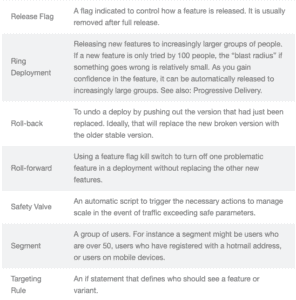 Release Flag
A flag indicated to control how a feature is released. It is usually
removed after full release.
Ring
Deployment
Releasing new features to increasingly larger groups of people.
If a new feature is only tried by 100 people, the "blast radius" if
something goes wrong is relatively small. As you gain
confidence in the feature, it can be automatically released to
increasingly large groups. See also: Progressive Delivery.
Roll-back
To undo a deploy by pushing out the version that had just been
replaced. Ideally, that will replace the new broken version with
the older stable version.
Roll-forward
Using a feature flag kill switch to turn off one problematic
feature in a deployment without replacing the other new
features.
Safety Valve
An automatic script to trigger the necessary actions to manage
scale in the event of traffic exceeding safe parameters.
Segment
A group of users. For instance a segment might be users who
are over 50, users who have registered with a hotmail address,
or users on mobile devices.
Targeting
Rule
An if statement that defines who should see a feature or
variant.